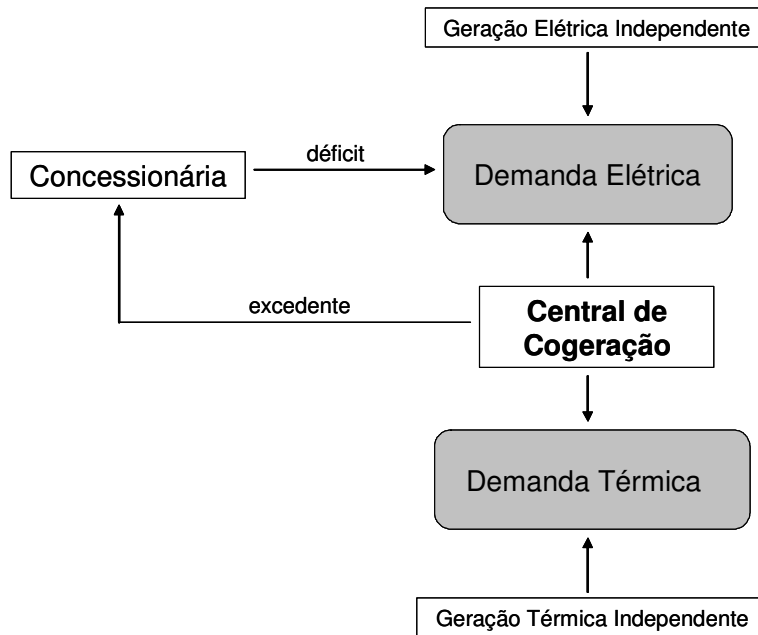 Geração Elétrica Independente
déficit
Concessionária
Demanda Elétrica
excedente
Central de
Cogeração
Demanda Térmica
Geração Térmica Independente